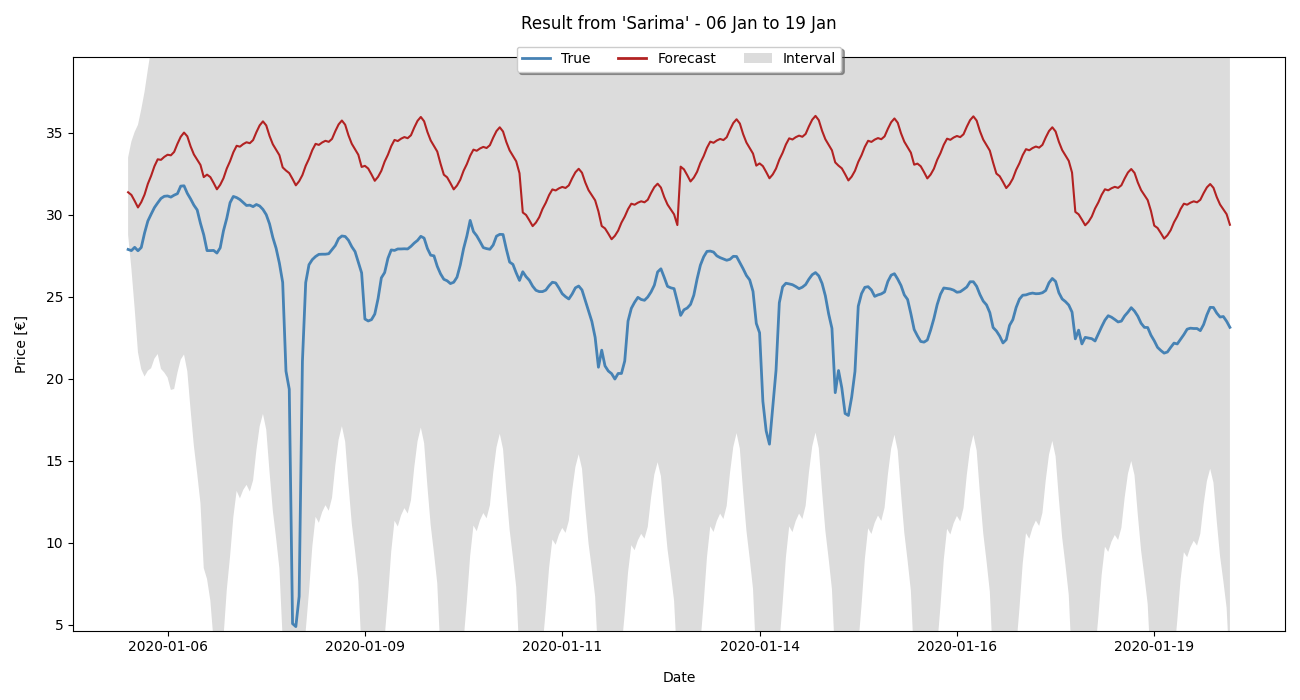 Result from 'Sarima' - 06 Jan to 19 Jan
True Forecast Interval
35
30
25
20
15
10
5
Price [€]
2020-01-06 2020-01-09 2020-01-11 2020-01-14 2020-01-16 2020-01-19
Date